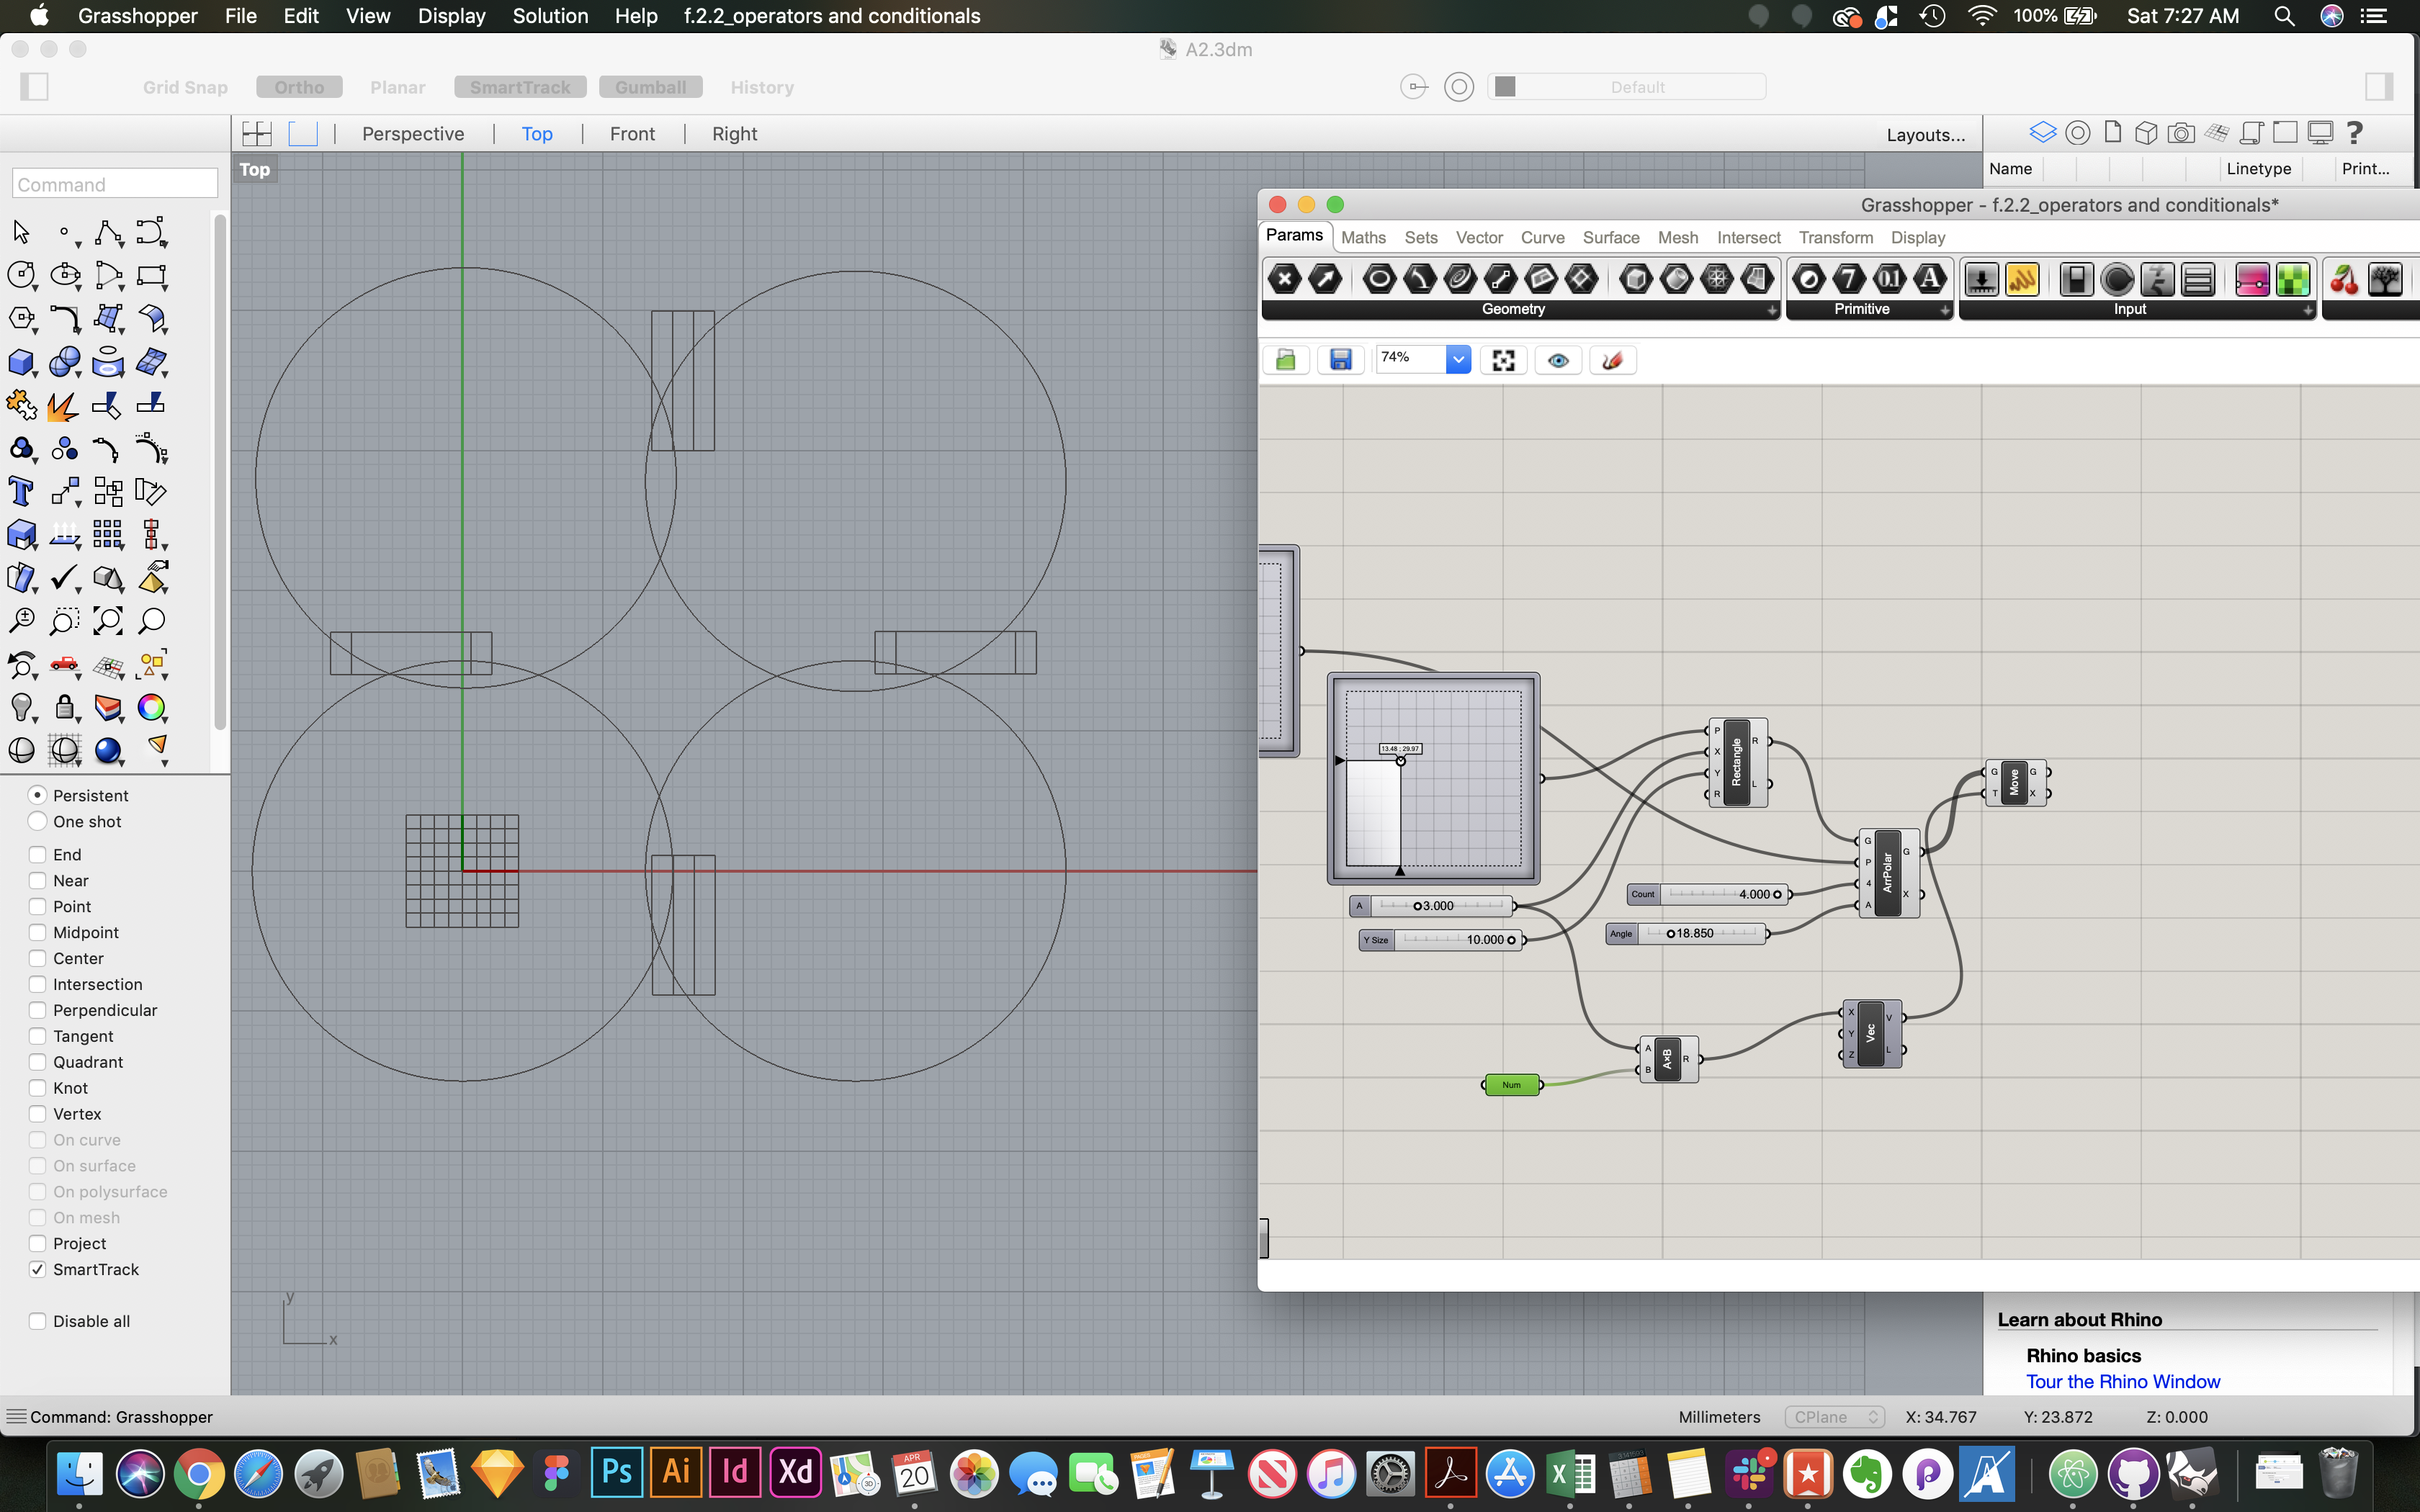 Grasshopper File Edit View Display Solution Help f.2.2_operators and conditionals 100% Sat 7:27 AM
A2.3dm
Grid Snap Ortho Planar SmartTrack Gumball History Default
Perspective Top Front Right Layouts...
Top
Command
Name Linetype Print...
Grasshopper - f.2.2_operators and conditionals*
Params Maths Sets Vector Curve Surface Mesh Intersect Transform Display
Geometry Primitive Input
74%
13.48 ; 29.97
P X Y R Rectangle R L
G T Move G X
G P 4 A ArrPolar G X
A 3.000
Count 4.000
Y Size 10.000
Angle 18.850
X Y Z Vec V L
A B A×B R
Num
Persistent
One shot
End
Near
Point
Midpoint
Center
Intersection
Perpendicular
Tangent
Quadrant
Knot
Vertex
On curve
On surface
On polysurface
On mesh
Project
SmartTrack
Disable all
y
x
Learn about Rhino
Rhino basics
Tour the Rhino Window
Command: Grasshopper Millimeters CPlane X: 34.767 Y: 23.872 Z: 0.000
Ps Ai Id Xd APR 20